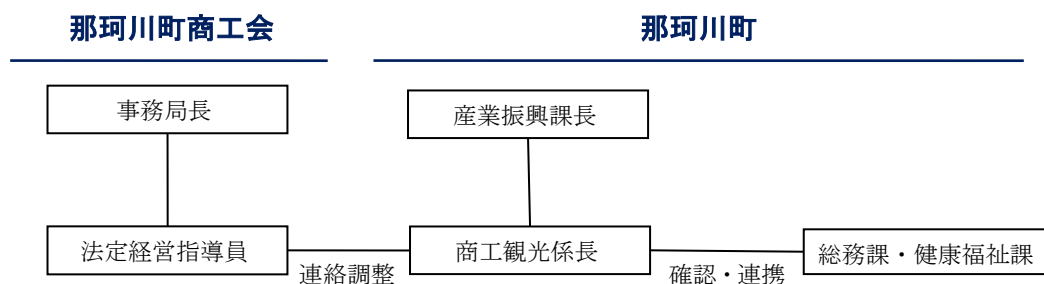 那珂川町商工会
那珂川町
事務局長
産業振興課長
法定経営指導員
連絡調整
商工観光係長
確認・連携
総務課・健康福祉課